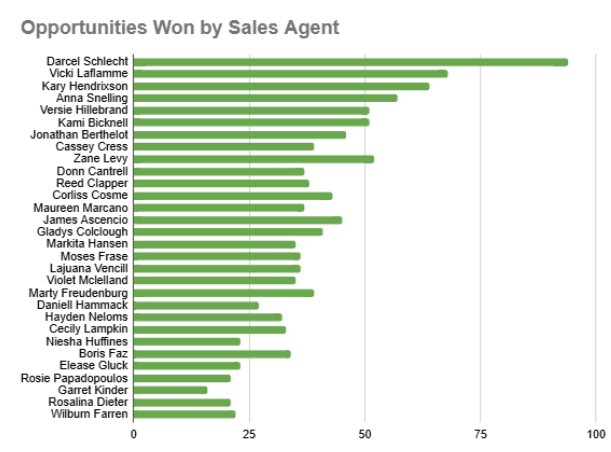 Opportunities Won by Sales Agent
Darcel Schlecht
Vicki Laflamme
Kary Hendrixson
Anna Snelling
Versie Hillebrand
Kami Bicknell
Jonathan Berthelot
Cassey Cress
Zane Levy
Donn Cantrell
Reed Clapper
Corliss Cosme
Maureen Marcano
James Ascencio
Gladys Colclough
Markita Hansen
Moses Frase
Lajuana Vencill
Violet Mclelland
Marty Freudenburg
Daniell Hammack
Hayden Neloms
Cecily Lampkin
Niesha Huffines
Boris Faz
Elease Gluck
Rosie Papadopoulos
Garret Kinder
Rosalina Dieter
Wilburn Farren
0 25 50 75 100